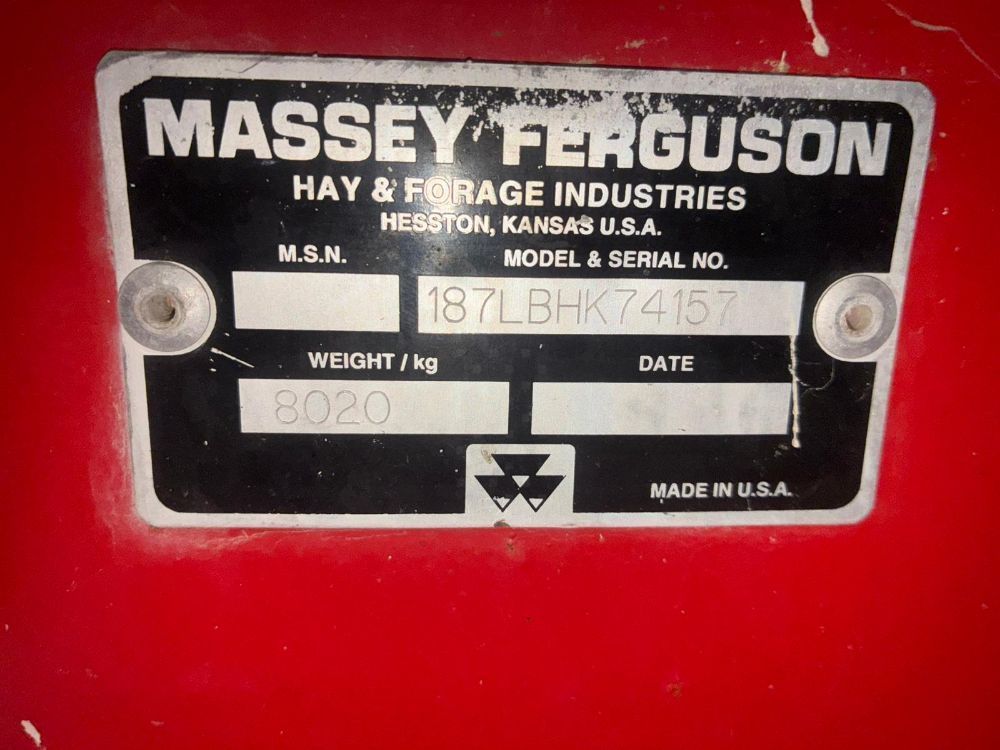 MASSEY FERGUSON
HAY & FORAGE INDUSTRIES
HESSTON, KANSAS U.S.A.
M.S.N. MODEL & SERIAL NO.
187LBHK74157
WEIGHT / kg DATE
8020
MADE IN U.S.A.